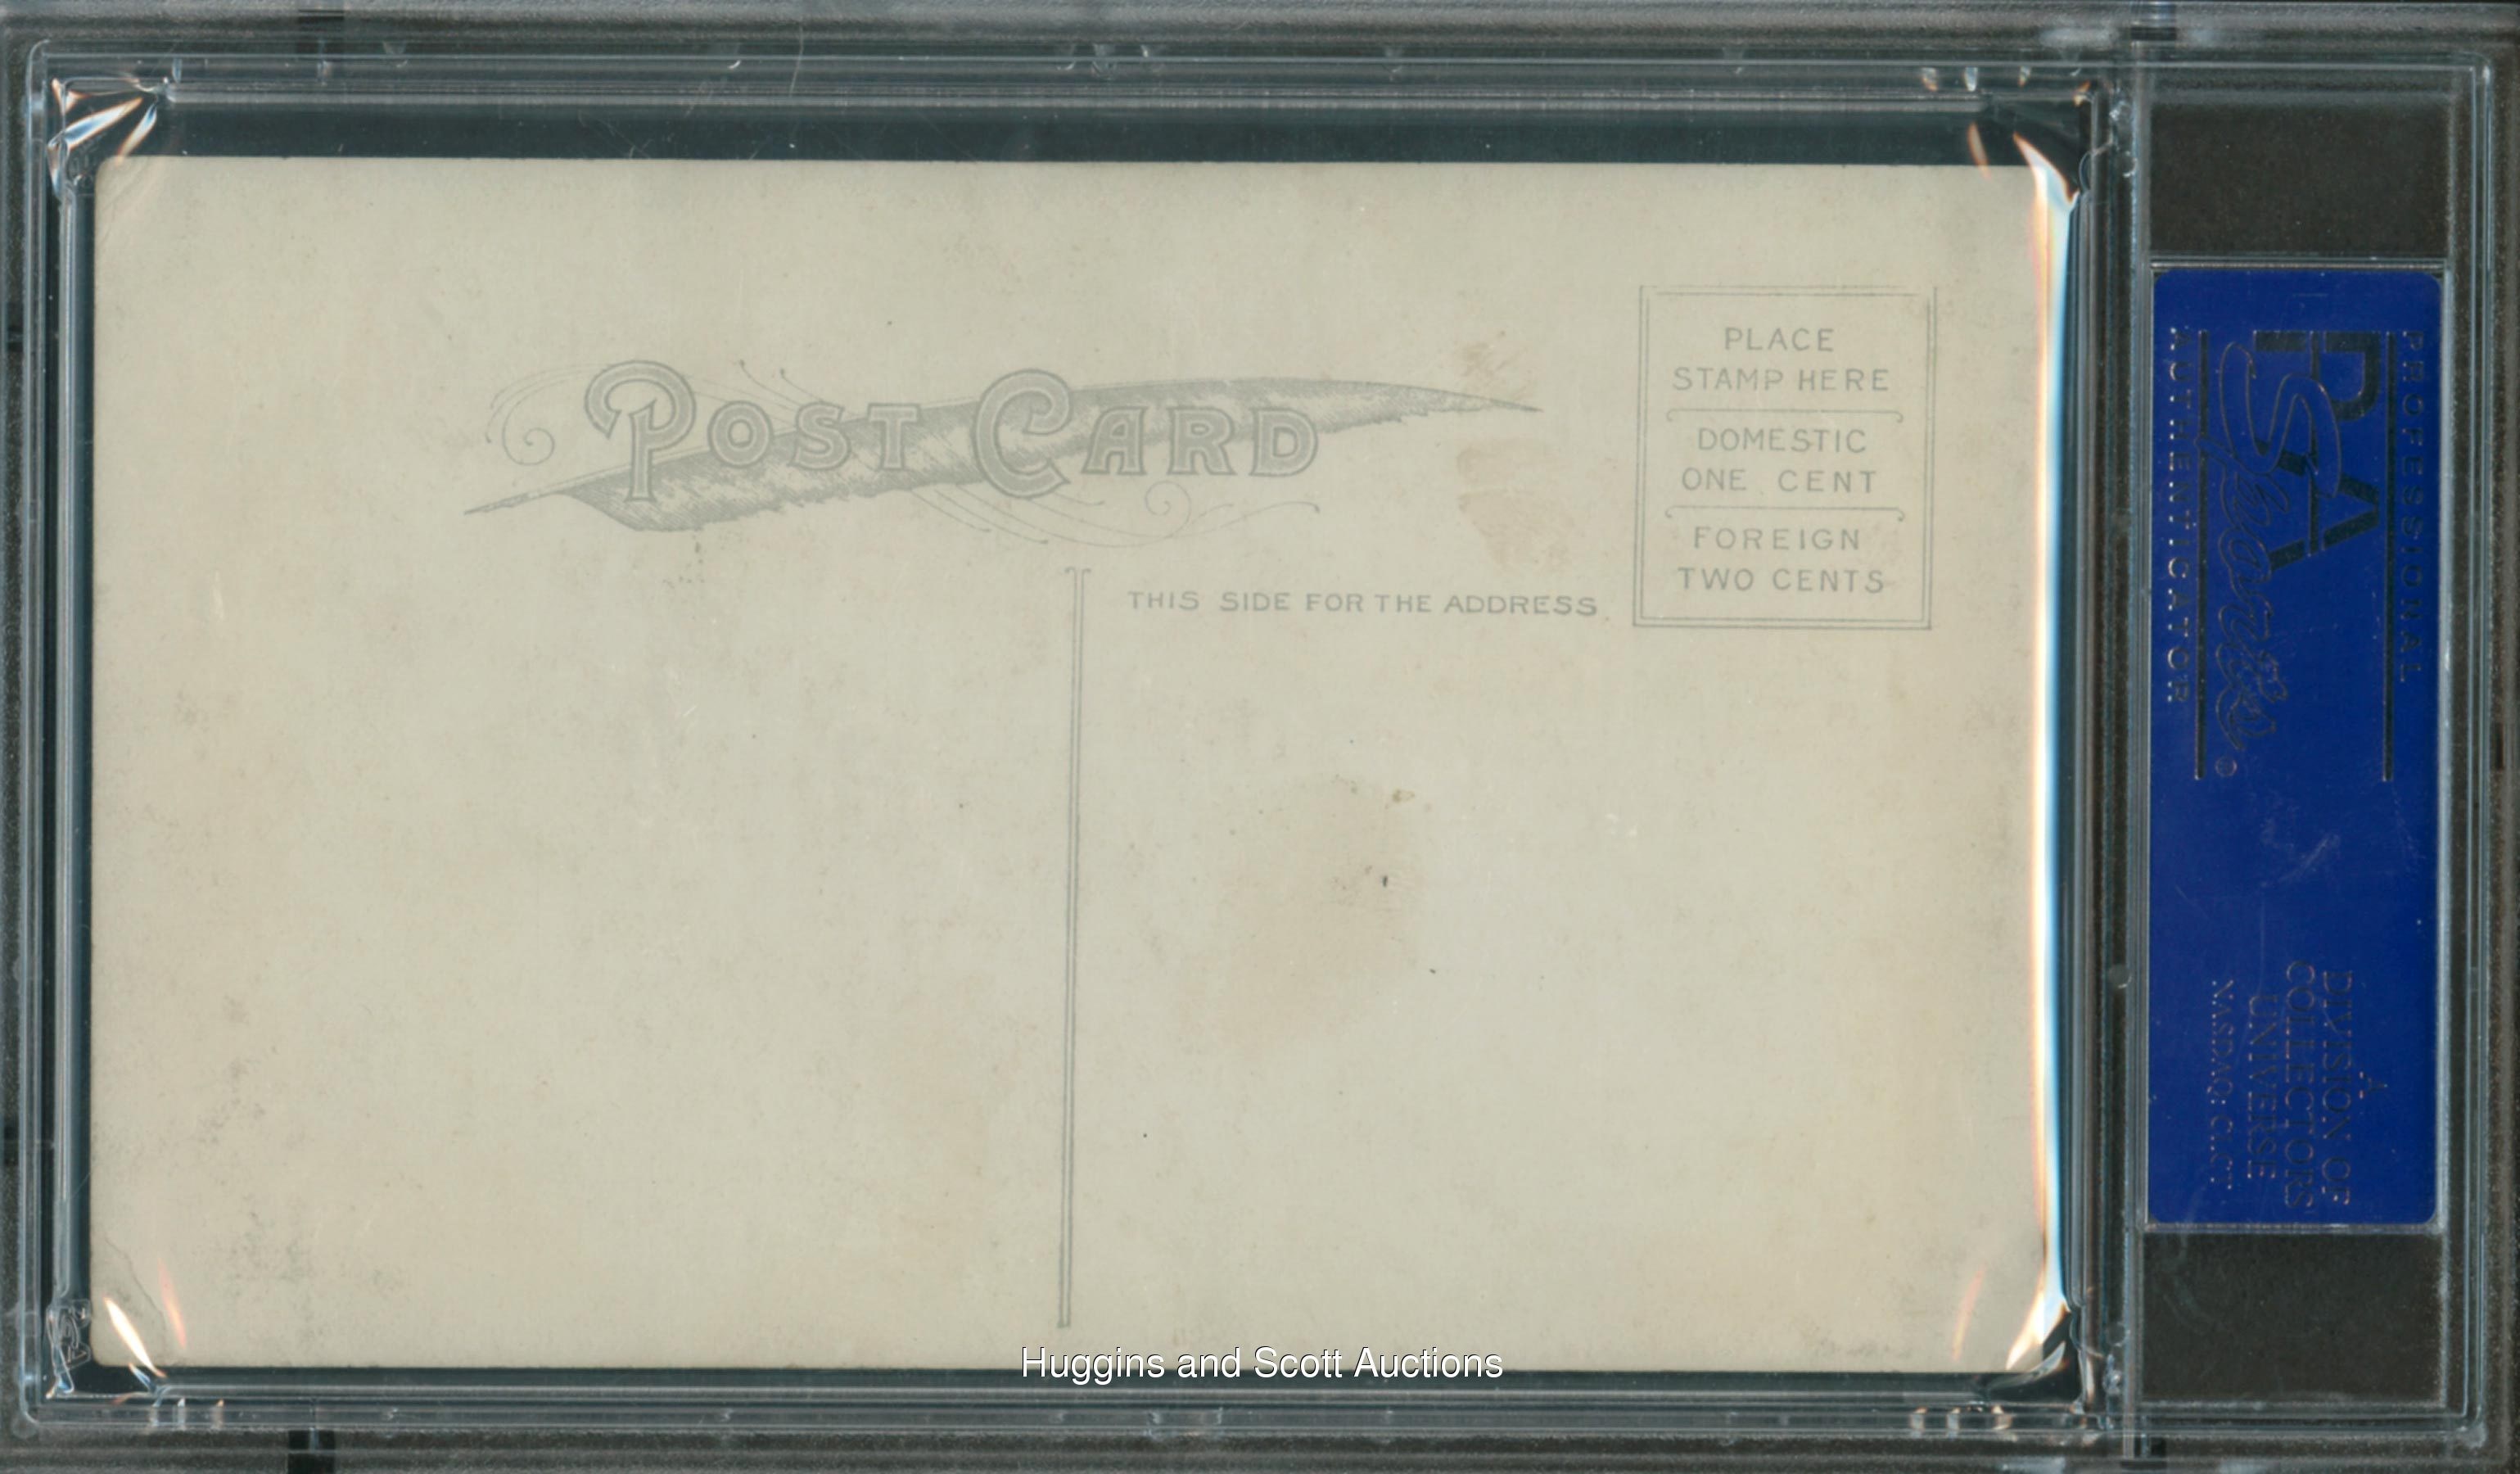 POST CARD
PLACE
STAMP HERE
DOMESTIC
ONE CENT
FOREIGN
TWO CENTS
THIS SIDE FOR THE ADDRESS
PROFESSIONAL
PSA
Sports
AUTHENTICATOR
A
DIVISION OF
COLLECTORS
UNIVERSE
NASDAQ: CLCT
Huggins and Scott Auctions